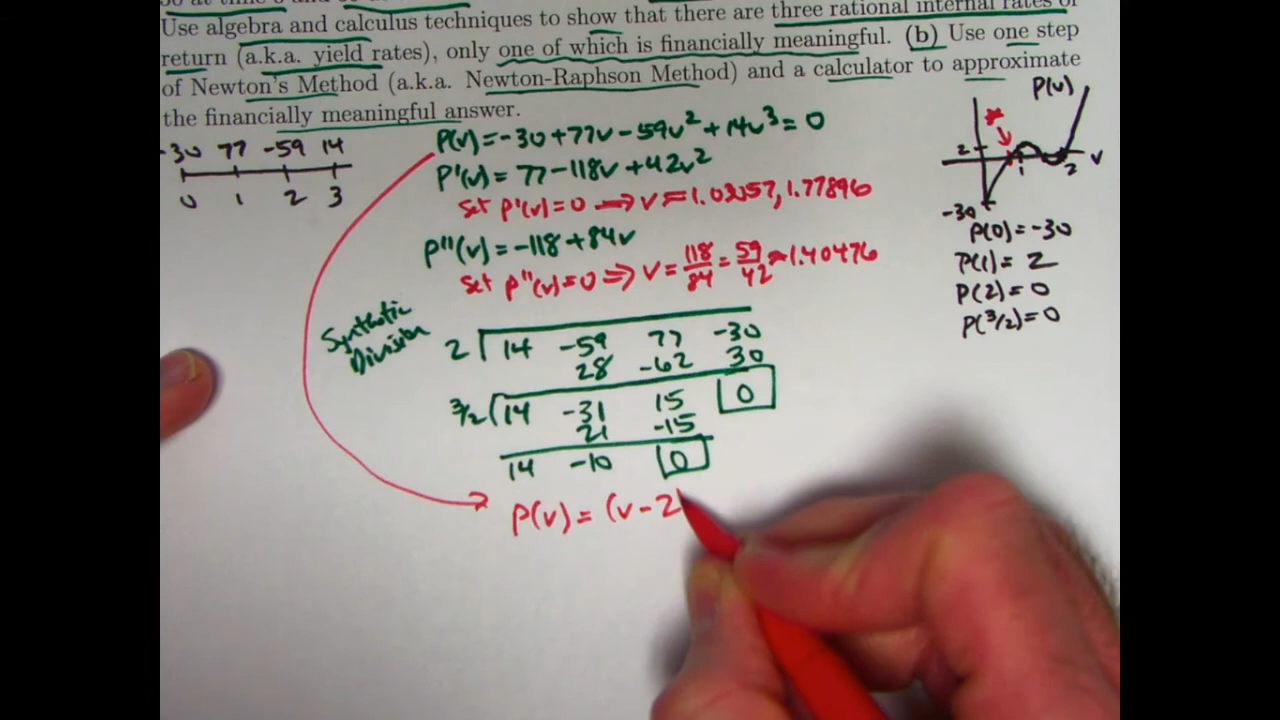 Use algebra and calculus techniques to show that there are three rational internal rates of
return (a.k.a. yield rates), only one of which is financially meaningful. (b) Use one step
of Newton's Method (a.k.a. Newton-Raphson Method) and a calculator to approximate
the financially meaningful answer.
-30 77 -59 14
0 1 2 3
P(v)=-30+77v-59v²+14v³=0
P'(v)=77-118v+42v²
Set P'(v)=0 ⟹ v≈1.03057, 1.77896
P''(v)=-118+84v
Set P''(v)=0 ⟹ v=118/84=59/42≈1.40476
P(v)
2
1
2
v
-30
P(0)=-30
P(1)=2
P(2)=0
P(3/2)=0
Synthetic
Division
2 14 -59 77 -30
28 -62 30
3/2 14 -31 15 0
21 -15
14 -10 0
P(v)=(v-2)